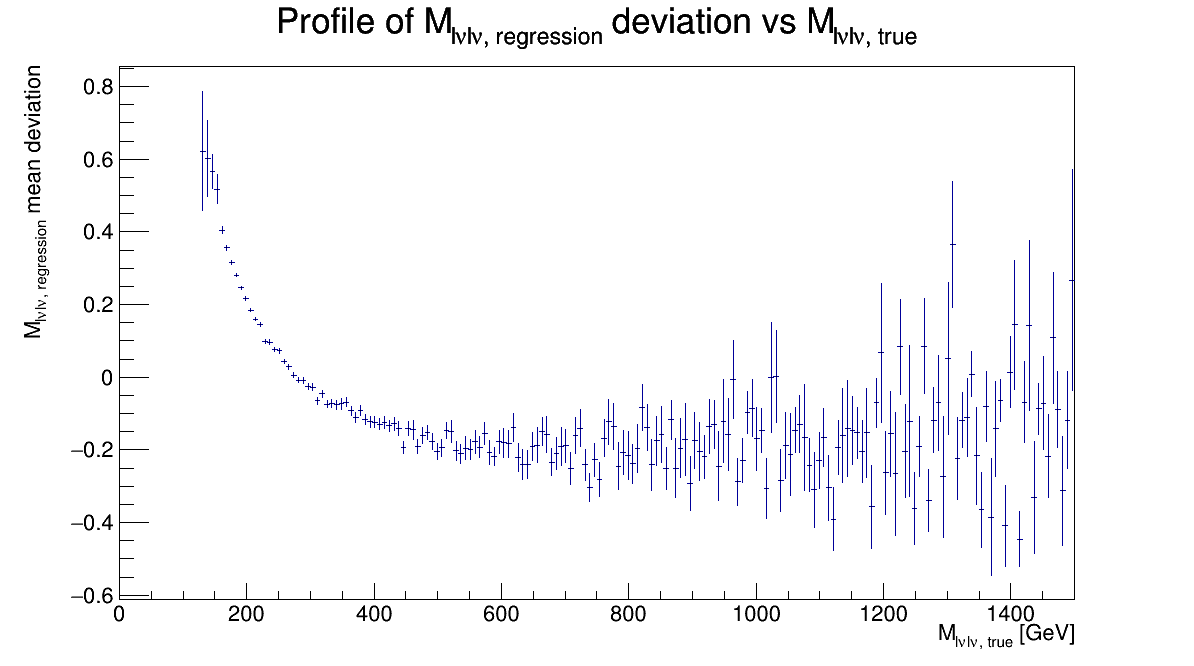 Profile of M_lνlν, regression deviation vs M_lνlν, true
M_lνlν, regression mean deviation
0.8
0.6
0.4
0.2
0
−0.2
−0.4
−0.6
0 200 400 600 800 1000 1200 1400
M_lνlν, true [GeV]